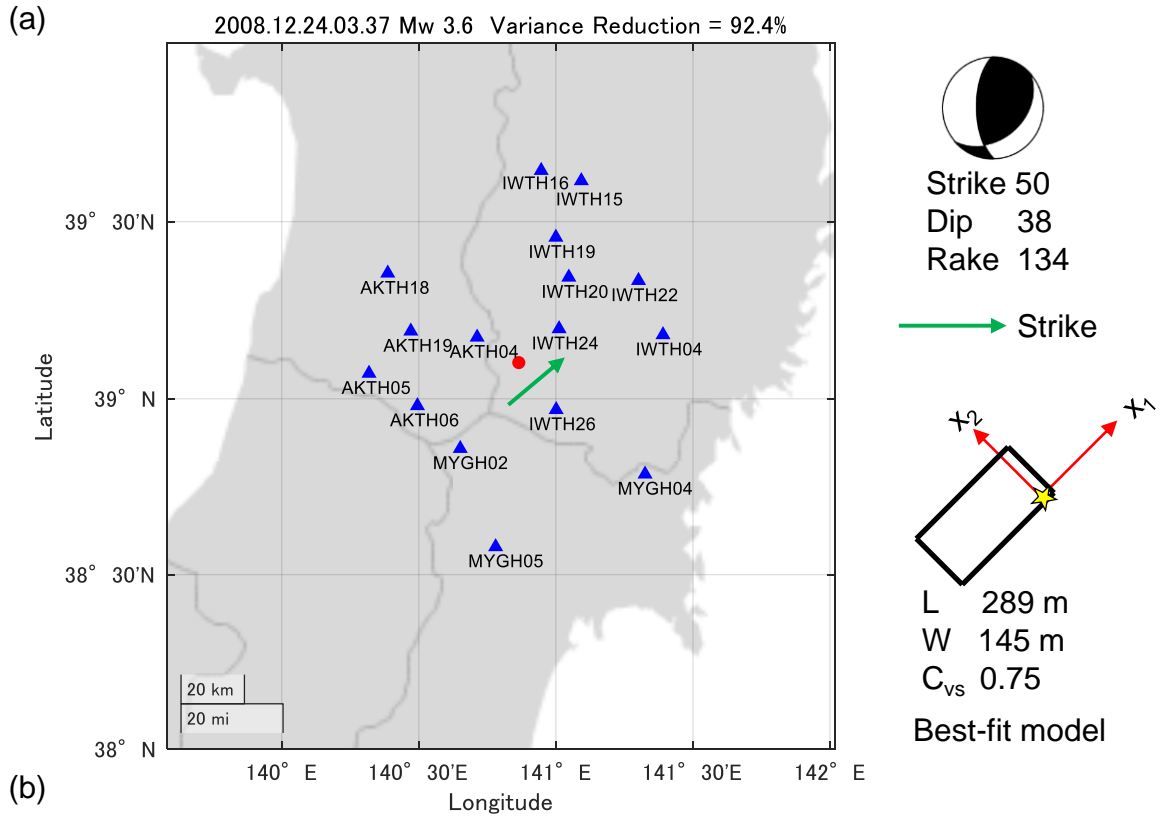 (a)
2008.12.24.03.37 Mw 3.6 Variance Reduction = 92.4%
IWTH16
IWTH15
39° 30'N
IWTH19
AKTH18
IWTH20
IWTH22
AKTH19
AKTH04
IWTH24
IWTH04
AKTH05
39° N
AKTH06
IWTH26
MYGH02
MYGH04
MYGH05
38° 30'N
20 km
20 mi
38° N
140° E
140° 30'E
141° E
141° 30'E
142° E
Latitude
Longitude
Strike 50
Dip 38
Rake 134
Strike
X2
X1
L 289 m
W 145 m
Cvs 0.75
Best-fit model
(b)